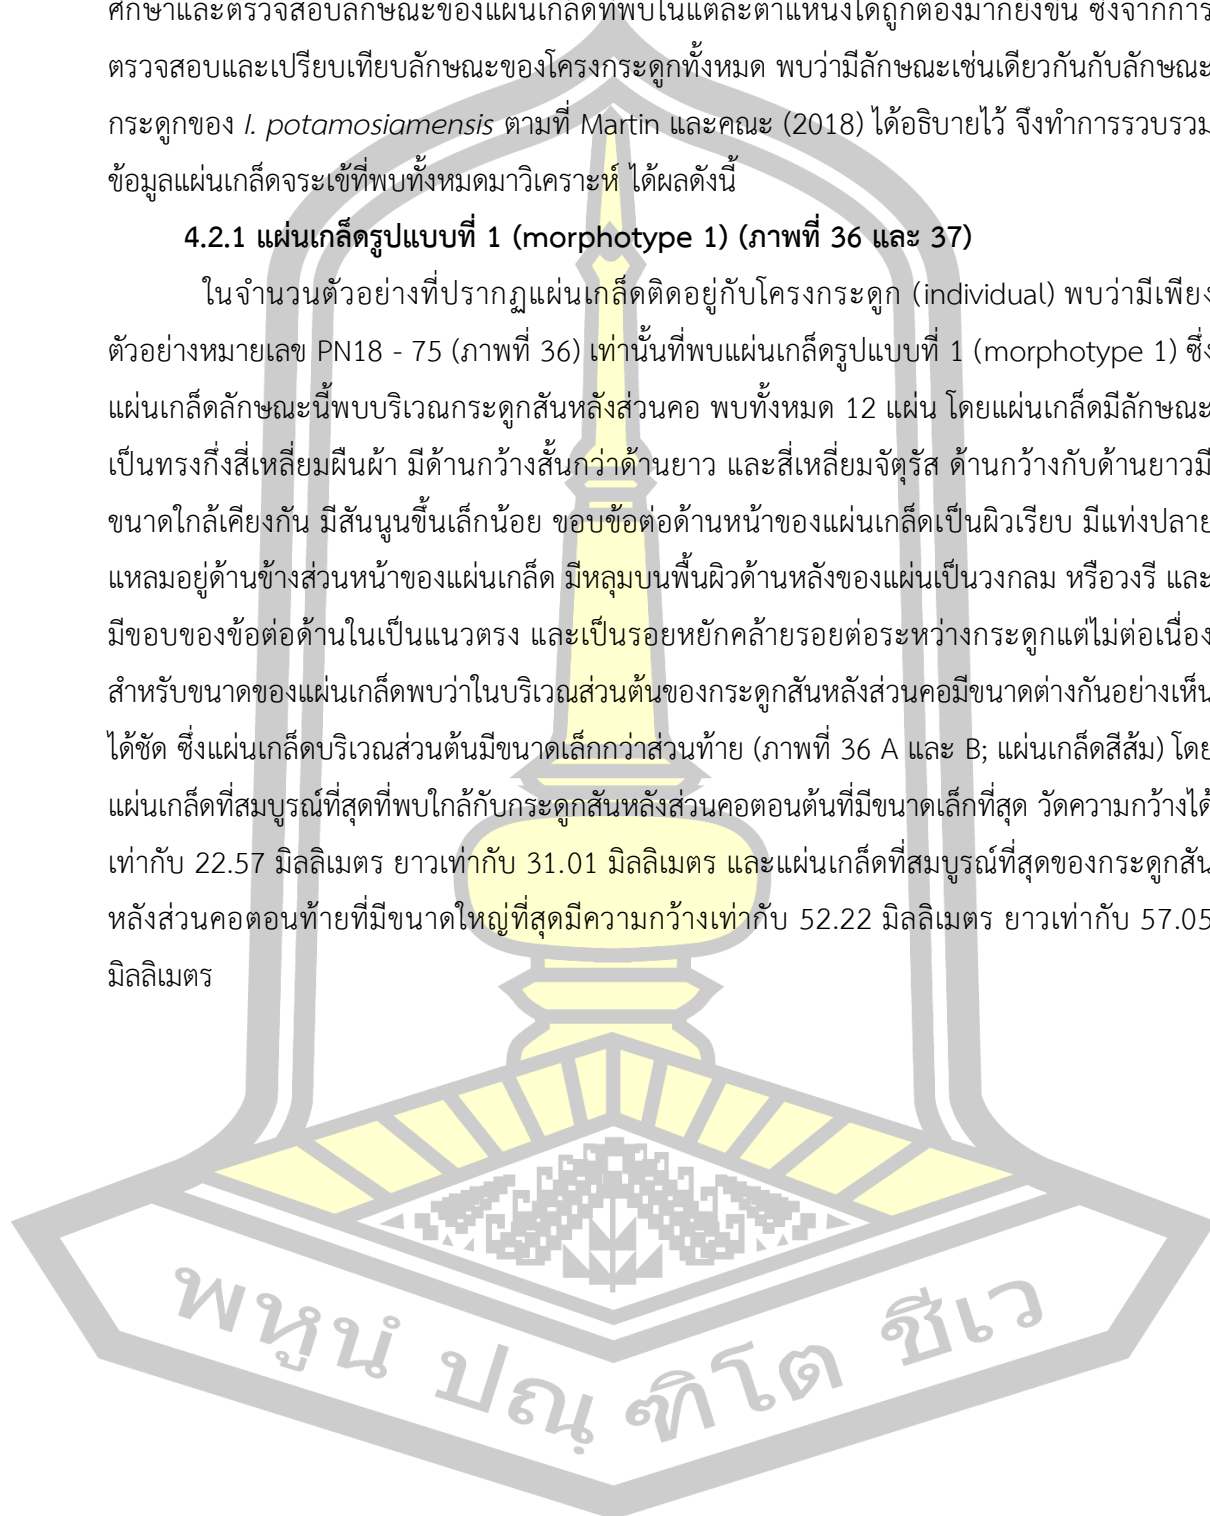 ศึกษาและตรวจสอบลักษณะของแผ่นเกล็ดที่พบในแต่ละตำแหน่งได้ถูกต้องมากยิ่งขึ้น ซึ่งจากการ
ตรวจสอบและเปรียบเทียบลักษณะของโครงกระดูกทั้งหมด พบว่ามีลักษณะเช่นเดียวกันกับลักษณะ
กระดูกของ I. potamosiamensis ตามที่ Martin และคณะ (2018) ได้อธิบายไว้ จึงทำการรวบรวม
ข้อมูลแผ่นเกล็ดจระเข้ที่พบทั้งหมดมาวิเคราะห์ ได้ผลดังนี้
4.2.1 แผ่นเกล็ดรูปแบบที่ 1 (morphotype 1) (ภาพที่ 36 และ 37)
ในจำนวนตัวอย่างที่ปรากฏแผ่นเกล็ดติดอยู่กับโครงกระดูก (individual) พบว่ามีเพียง
ตัวอย่างหมายเลข PN18 - 75 (ภาพที่ 36) เท่านั้นที่พบแผ่นเกล็ดรูปแบบที่ 1 (morphotype 1) ซึ่ง
แผ่นเกล็ดลักษณะนี้พบบริเวณกระดูกสันหลังส่วนคอ พบทั้งหมด 12 แผ่น โดยแผ่นเกล็ดมีลักษณะ
เป็นทรงกึ่งสี่เหลี่ยมผืนผ้า มีด้านกว้างสั้นกว่าด้านยาว และสี่เหลี่ยมจัตุรัส ด้านกว้างกับด้านยาวมี
ขนาดใกล้เคียงกัน มีสันนูนขึ้นเล็กน้อย ขอบข้อต่อด้านหน้าของแผ่นเกล็ดเป็นผิวเรียบ มีแท่งปลาย
แหลมอยู่ด้านข้างส่วนหน้าของแผ่นเกล็ด มีหลุมบนพื้นผิวด้านหลังของแผ่นเป็นวงกลม หรือวงรี และ
มีขอบของข้อต่อด้านในเป็นแนวตรง และเป็นรอยหยักคล้ายรอยต่อระหว่างกระดูกแต่ไม่ต่อเนื่อง
สำหรับขนาดของแผ่นเกล็ดพบว่าในบริเวณส่วนต้นของกระดูกสันหลังส่วนคอมีขนาดต่างกันอย่างเห็น
ได้ชัด ซึ่งแผ่นเกล็ดบริเวณส่วนต้นมีขนาดเล็กกว่าส่วนท้าย (ภาพที่ 36 A และ B; แผ่นเกล็ดสีส้ม) โดย
แผ่นเกล็ดที่สมบูรณ์ที่สุดที่พบใกล้กับกระดูกสันหลังส่วนคอตอนต้นที่มีขนาดเล็กที่สุด วัดความกว้างได้
เท่ากับ 22.57 มิลลิเมตร ยาวเท่ากับ 31.01 มิลลิเมตร และแผ่นเกล็ดที่สมบูรณ์ที่สุดของกระดูกสัน
หลังส่วนคอตอนท้ายที่มีขนาดใหญ่ที่สุดมีความกว้างเท่ากับ 52.22 มิลลิเมตร ยาวเท่ากับ 57.05
มิลลิเมตร
พหูนํ ปณฺฑิโต ชีเว